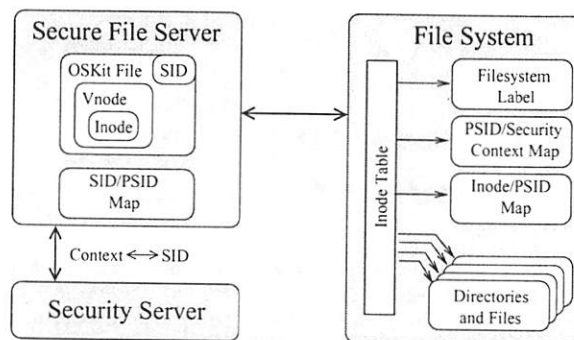 Secure File Server
OSKit File
SID
Vnode
Inode
SID/PSID
Map
Context ⟷ SID
Security Server
File System
Inode Table
Filesystem
Label
PSID/Security
Context Map
Inode/PSID
Map
Directories
and Files